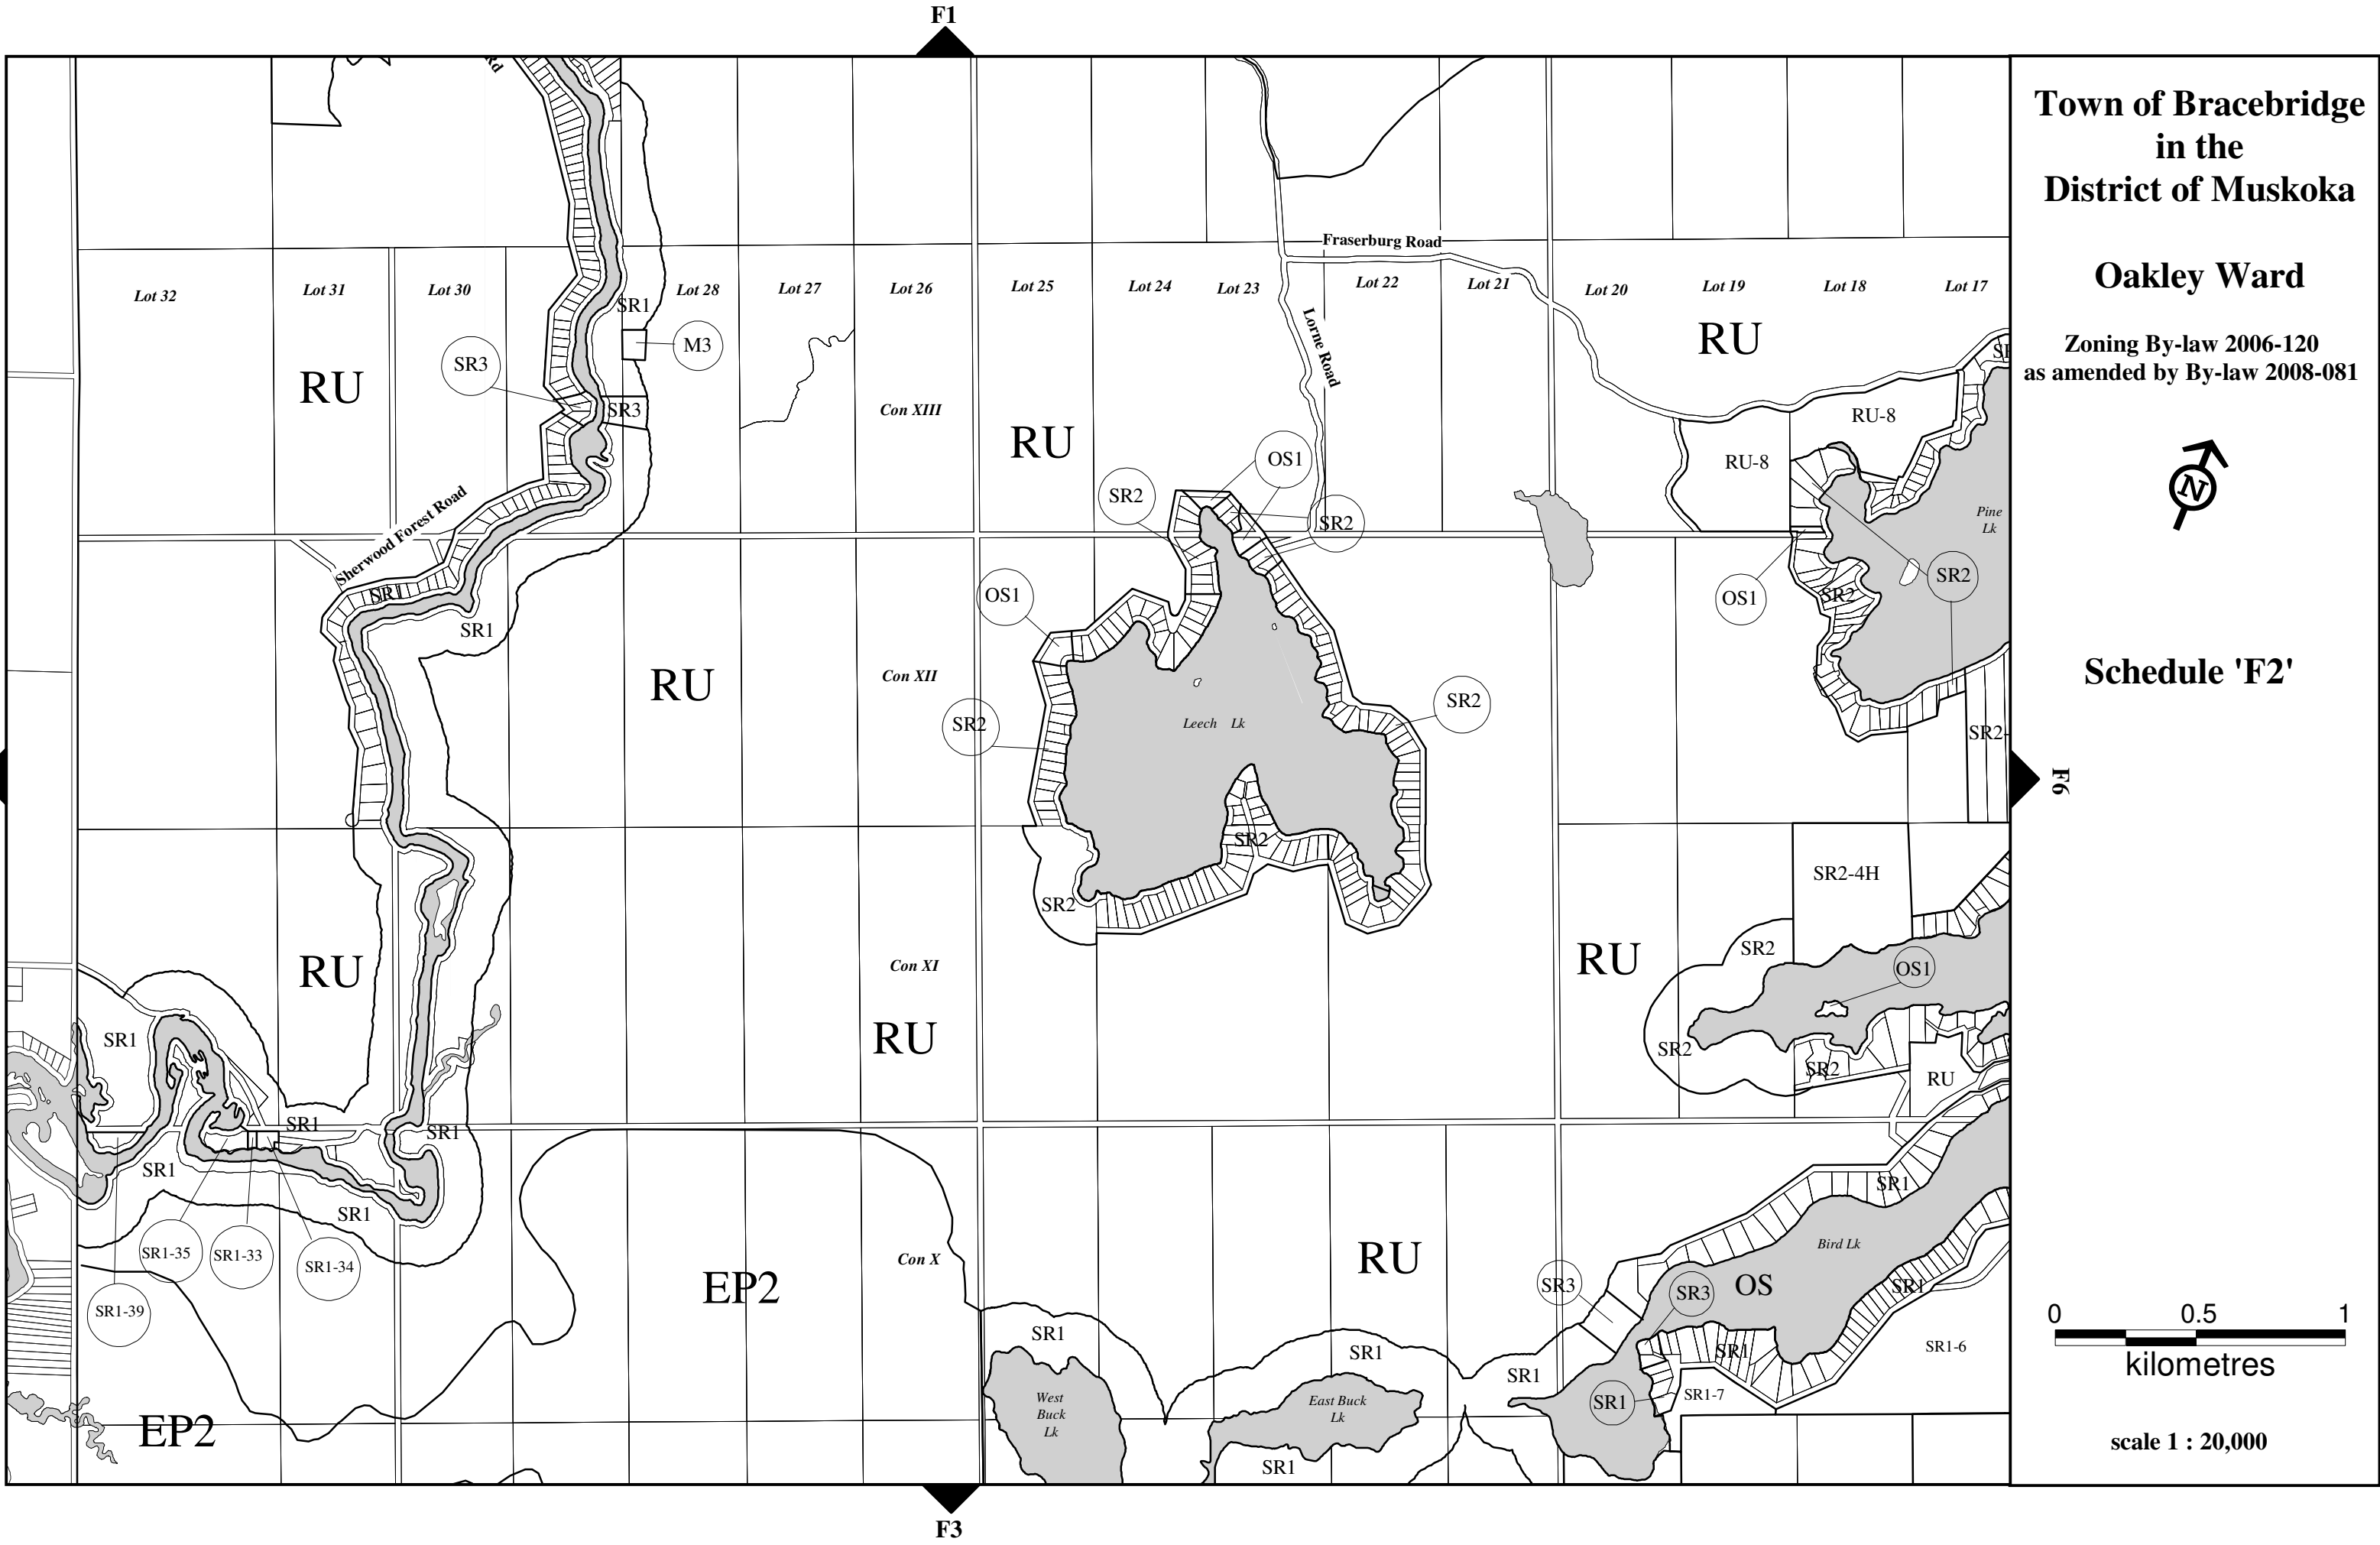 F1
Rd
Town of Bracebridge
in the
District of Muskoka
Oakley Ward
Zoning By-law 2006-120
as amended by By-law 2008-081
N
Schedule 'F2'
0 0.5 1
kilometres
scale 1 : 20,000
Fraserburg Road
Lot 32
Lot 31
Lot 30
Lot 28
Lot 27
Lot 26
Lot 25
Lot 24
Lot 23
Lot 22
Lot 21
Lot 20
Lot 19
Lot 18
Lot 17
SR1
M3
SR3
RU
SR3
Con XIII
Lorne Road
RU
RU
RU-8
RU-8
OS1
SR2
SR2
Pine
Lk
Sherwood Forest Road
SR1
SR1
OS1
OS1
SR2
SR2
RU
Con XII
SR2
Leech Lk
SR2
SR2-
F6
SR2
SR2-4H
SR2
RU
Con XI
RU
SR2
OS1
RU
SR2
SR2
RU
SR1
SR1
SR1
SR1
SR1
SR1
SR1-35
SR1-33
SR1-34
SR1-39
EP2
Con X
RU
Bird Lk
OS
SR3
SR3
SR1
SR1
SR1-6
SR1
SR1
SR1
SR1
SR1
SR1-7
West
Buck
Lk
East Buck
Lk
SR1
EP2
F3